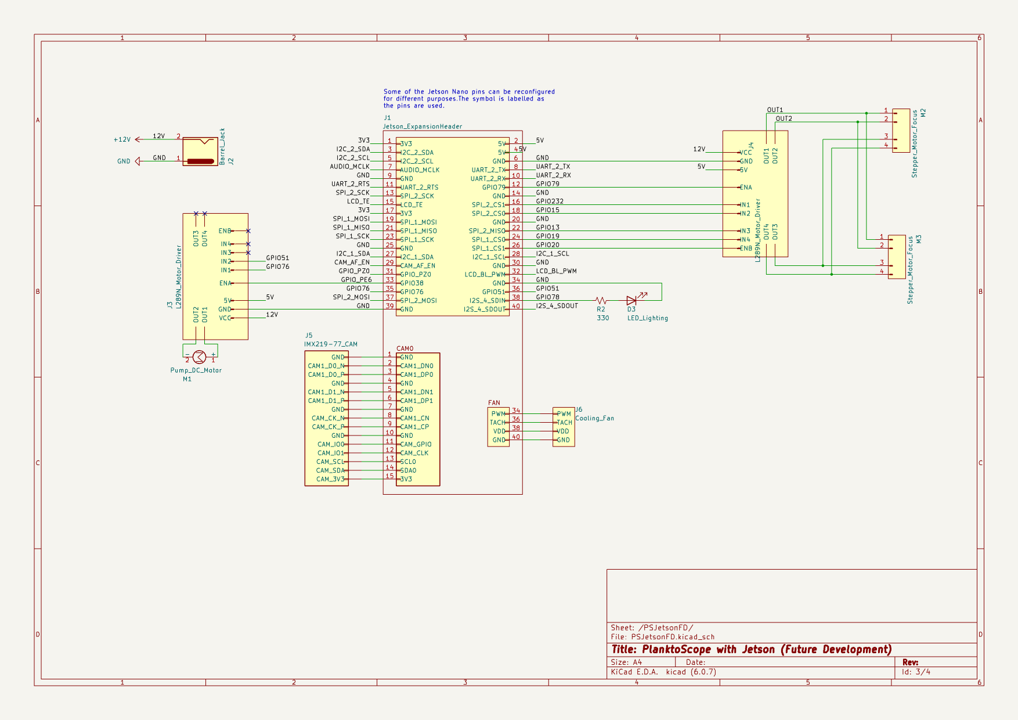 1 2 3 4 5 6
Some of the Jetson Nano pins can be reconfigured
for different purposes.The symbol is labelled as
the pins are used.
A
B
C
D
+12V 12V 2
GND GND 1
Barrel_Jack
J2
J1
Jetson_ExpansionHeader
3V3 1 3V3 5V 2 5V
I2C_2_SDA 3 I2C_2_SDA 5V 4 5V
I2C_2_SCL 5 I2C_2_SCL GND 6 GND
AUDIO_MCLK 7 AUDIO_MCLK UART_2_TX 8 UART_2_TX
GND 9 GND UART_2_RX 10 UART_2_RX
UART_2_RTS 11 UART_2_RTS GPIO79 12 GPIO79
SPI_2_SCK 13 SPI_2_SCK GND 14 GND
LCD_TE 15 LCD_TE SPI_2_CS1 16 GPIO232
3V3 17 3V3 SPI_2_CS0 18 GPIO15
SPI_1_MOSI 19 SPI_1_MOSI GND 20 GND
SPI_1_MISO 21 SPI_1_MISO SPI_2_MISO 22 GPIO13
SPI_1_SCK 23 SPI_1_SCK SPI_1_CS0 24 GPIO19
GND 25 GND SPI_1_CS1 26 GPIO20
I2C_1_SDA 27 I2C_1_SDA I2C_1_SCL 28 I2C_1_SCL
CAM_AF_EN 29 CAM_AF_EN GND 30 GND
GPIO_PZ0 31 GPIO_PZ0 LCD_BL_PWM 32 LCD_BL_PWM
GPIO_PE6 33 GPIO38 GND 34 GND
GPIO76 35 GPIO76 GPIO51 36 GPIO51
SPI_2_MOSI 37 SPI_2_MOSI I2S_4_SDIN 38 GPIO78
GND 39 GND I2S_4_SDOUT 40 I2S_4_SDOUT
J3
L289N_Motor_Driver
OUT3
OUT4
ENB
IN4
IN3
IN2 GPIO51
IN1 GPIO76
ENA
5V 5V
GND
VCC 12V
OUT2
OUT1
2 - + 1
Pump_DC_Motor
M1
R2
330
D3
LED_Lighting
J4
L289N_Motor_Driver
OUT1
OUT2
OUT1
OUT2
12V VCC
GND
5V 5V
ENA
IN1
IN2
IN3
IN4
ENB
OUT4
OUT3
1
2
3
4
M2
Stepper_Motor_Focus
1
2
3
4
M3
Stepper_Motor_Focus
J5
IMX219-77_CAM
CAM0
GND 1 GND
CAM1_D0_N 2 CAM1_DN0
CAM1_D0_P 3 CAM1_DP0
GND 4 GND
CAM1_D1_N 5 CAM1_DN1
CAM1_D1_P 6 CAM1_DP1
GND 7 GND
CAM_CK_N 8 CAM1_CN
CAM_CK_P 9 CAM1_CP
GND 10 GND
CAM_IO0 11 CAM_GPIO
CAM_IO1 12 CAM_CLK
CAM_SCL 13 SCL0
CAM_SDA 14 SDA0
CAM_3V3 15 3V3
FAN
PWM 34 PWM
TACH 36 TACH
VDD 38 VDD
GND 40 GND
J6
Cooling_Fan
A
B
C
D
Sheet: /PSJetsonFD/
File: PSJetsonFD.kicad_sch
Title: PlanktoScope with Jetson (Future Development)
Size: A4 Date: Rev:
KiCad E.D.A. kicad (6.0.7) Id: 3/4
1 2 3 4 5 6